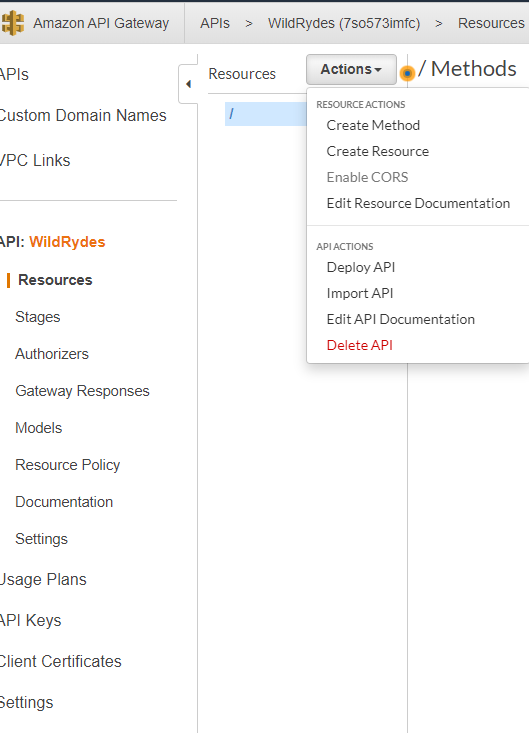 Amazon API Gateway APIs > WildRydes (7so573imfc) > Resources
APIs
Custom Domain Names
VPC Links
API: WildRydes
Resources
Stages
Authorizers
Gateway Responses
Models
Resource Policy
Documentation
Settings
Usage Plans
API Keys
Client Certificates
Settings
Resources
Actions
/ Methods
/
RESOURCE ACTIONS
Create Method
Create Resource
Enable CORS
Edit Resource Documentation
API ACTIONS
Deploy API
Import API
Edit API Documentation
Delete API